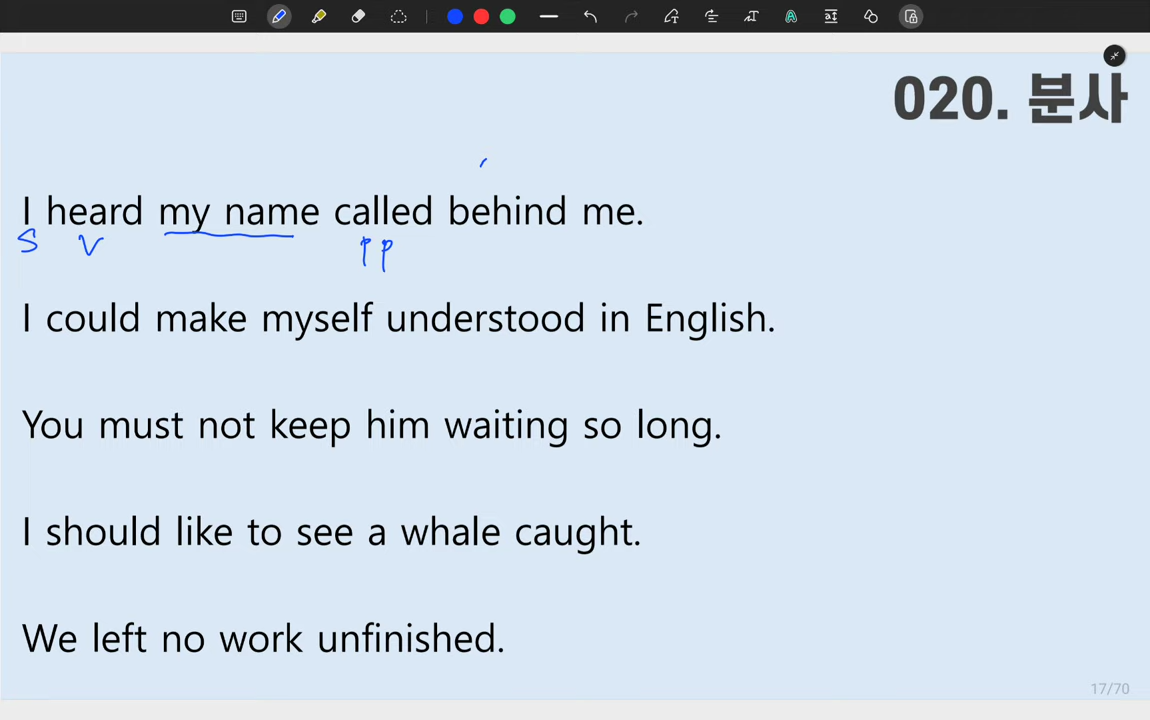 020. 분사
I heard my name called behind me.
S V pp
I could make myself understood in English.
You must not keep him waiting so long.
I should like to see a whale caught.
We left no work unfinished.
17/70